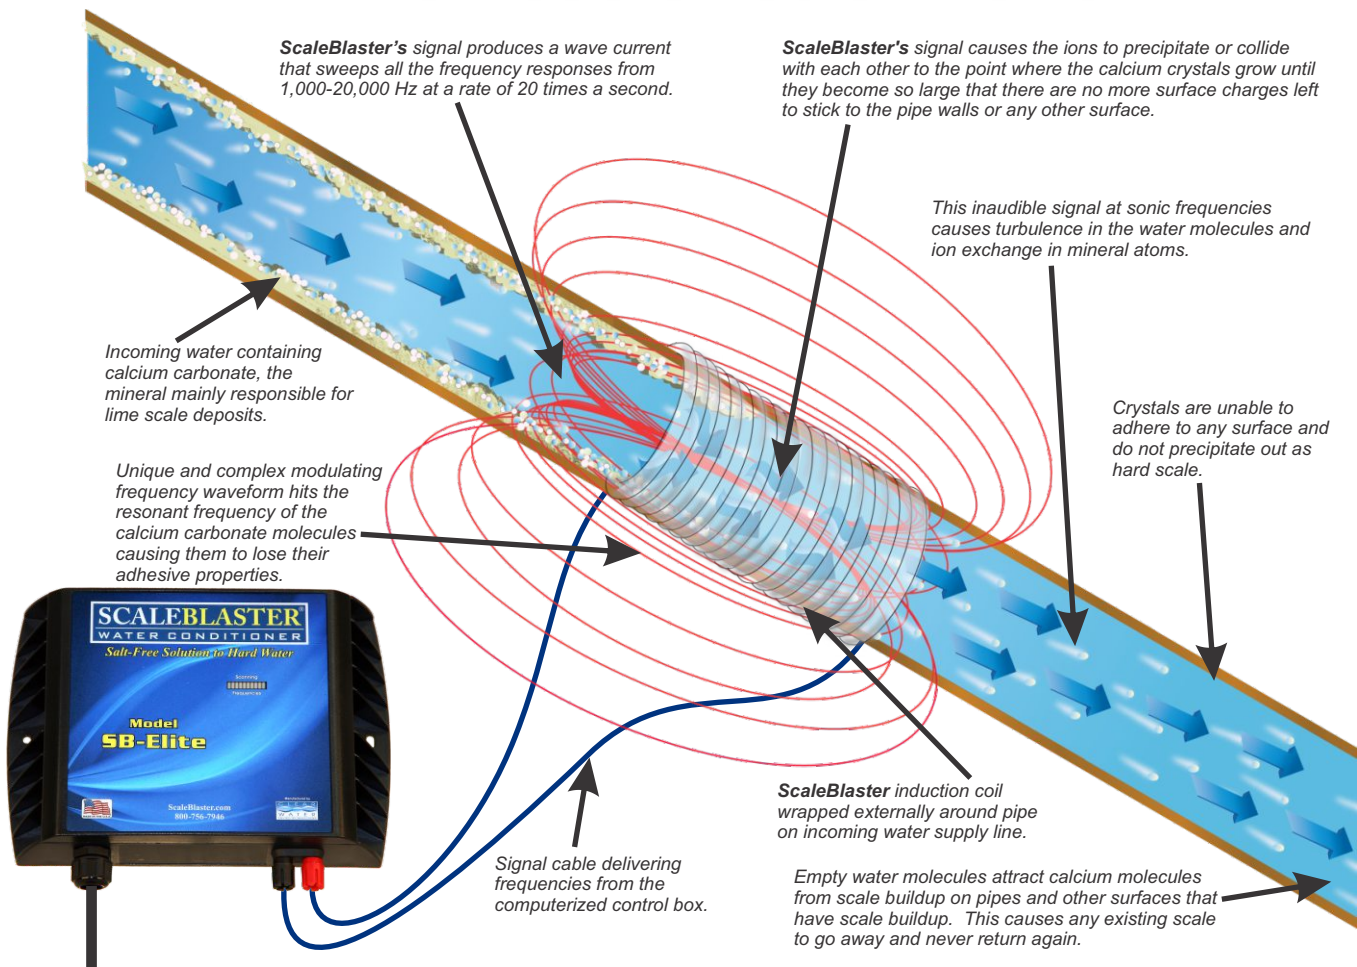 ScaleBlaster's signal produces a wave current
that sweeps all the frequency responses from
1,000-20,000 Hz at a rate of 20 times a second.
ScaleBlaster's signal causes the ions to precipitate or collide
with each other to the point where the calcium crystals grow until
they become so large that there are no more surface charges left
to stick to the pipe walls or any other surface.
This inaudible signal at sonic frequencies
causes turbulence in the water molecules and
ion exchange in mineral atoms.
Incoming water containing
calcium carbonate, the
mineral mainly responsible for
lime scale deposits.
Crystals are unable to
adhere to any surface and
do not precipitate out as
hard scale.
Unique and complex modulating
frequency waveform hits the
resonant frequency of the
calcium carbonate molecules
causing them to lose their
adhesive properties.
SCALEBLASTER®
WATER CONDITIONER
Salt-Free Solution to Hard Water
Scanning
Frequencies
Model
SB-Elite
ScaleBlaster.com
800-756-7946
WATER
ScaleBlaster induction coil
wrapped externally around pipe
on incoming water supply line.
Signal cable delivering
frequencies from the
computerized control box.
Empty water molecules attract calcium molecules
from scale buildup on pipes and other surfaces that
have scale buildup. This causes any existing scale
to go away and never return again.